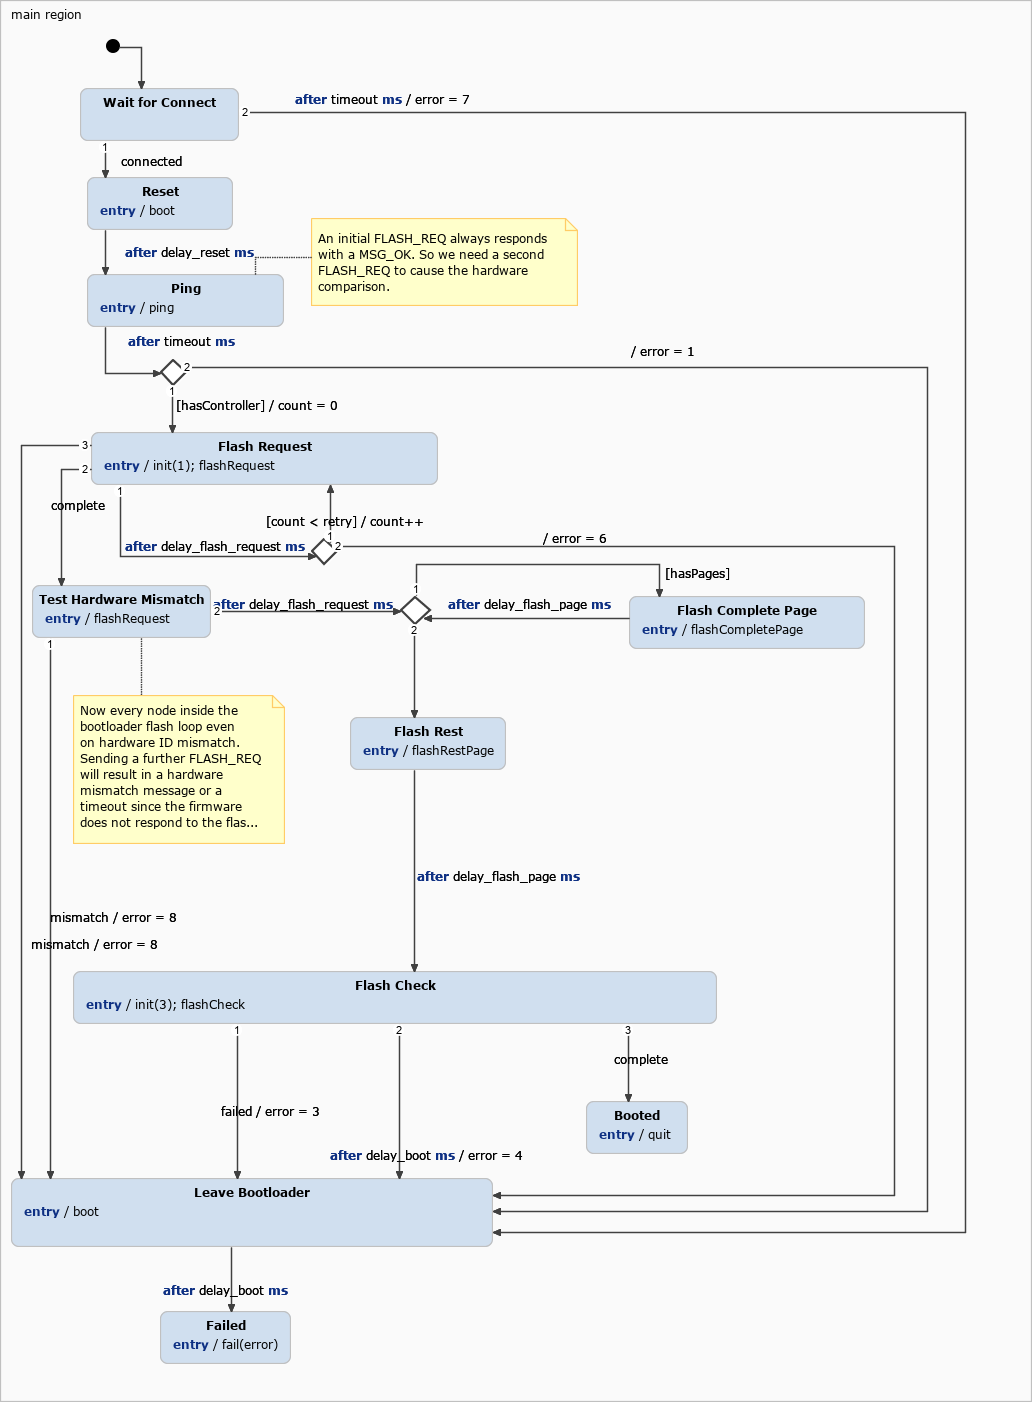 main region
Wait for Connect
2
after timeout ms / error = 7
1
connected
Reset
entry / boot
after delay_reset ms
An initial FLASH_REQ always responds
with a MSG_OK. So we need a second
FLASH_REQ to cause the hardware
comparison.
Ping
entry / ping
after timeout ms
2
/ error = 1
1
[hasController] / count = 0
3
2
Flash Request
entry / init(1); flashRequest
1
complete
[count < retry] / count++
1
after delay_flash_request ms
2
/ error = 6
[hasPages]
1
Test Hardware Mismatch
entry / flashRequest
2
after delay_flash_request ms
after delay_flash_page ms
Flash Complete Page
entry / flashCompletePage
2
1
Now every node inside the
bootloader flash loop even
on hardware ID mismatch.
Sending a further FLASH_REQ
will result in a hardware
mismatch message or a
timeout since the firmware
does not respond to the flas...
Flash Rest
entry / flashRestPage
after delay_flash_page ms
mismatch / error = 8
mismatch / error = 8
Flash Check
entry / init(3); flashCheck
1
2
3
complete
failed / error = 3
Booted
entry / quit
after delay_boot ms / error = 4
Leave Bootloader
entry / boot
after delay_boot ms
Failed
entry / fail(error)